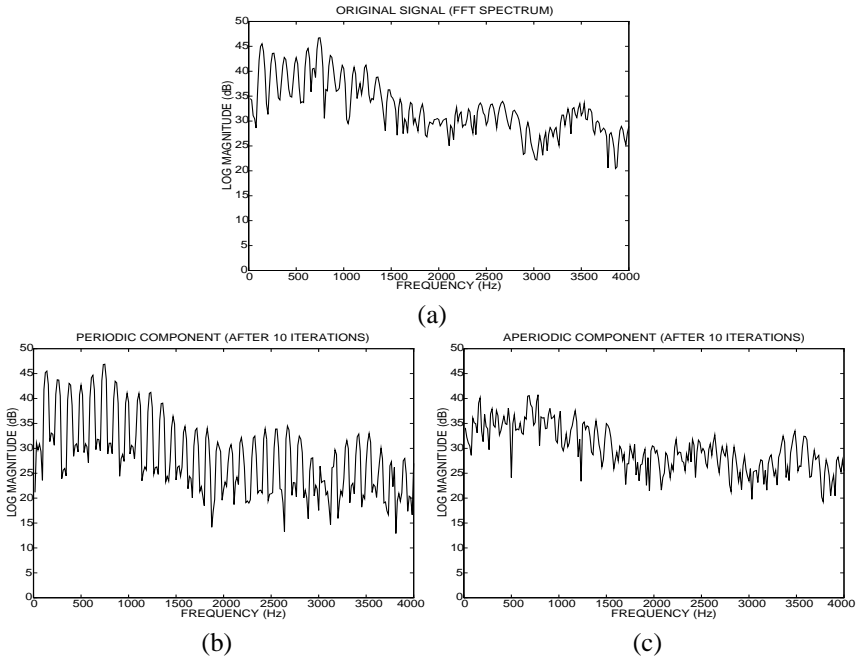 ORIGINAL SIGNAL (FFT SPECTRUM)
50
45
40
35
30
25
20
15
10
5
0
LOG MAGNITUDE (dB)
0 500 1000 1500 2000 2500 3000 3500 4000
FREQUENCY (Hz)
(a)
PERIODIC COMPONENT (AFTER 10 ITERATIONS)
50
45
40
35
30
25
20
15
10
5
0
LOG MAGNITUDE (dB)
0 500 1000 1500 2000 2500 3000 3500 4000
FREQUENCY (Hz)
(b)
APERIODIC COMPONENT (AFTER 10 ITERATIONS)
50
45
40
35
30
25
20
15
10
5
0
LOG MAGNITUDE (dB)
0 500 1000 1500 2000 2500 3000 3500 4000
FREQUENCY (Hz)
(c)